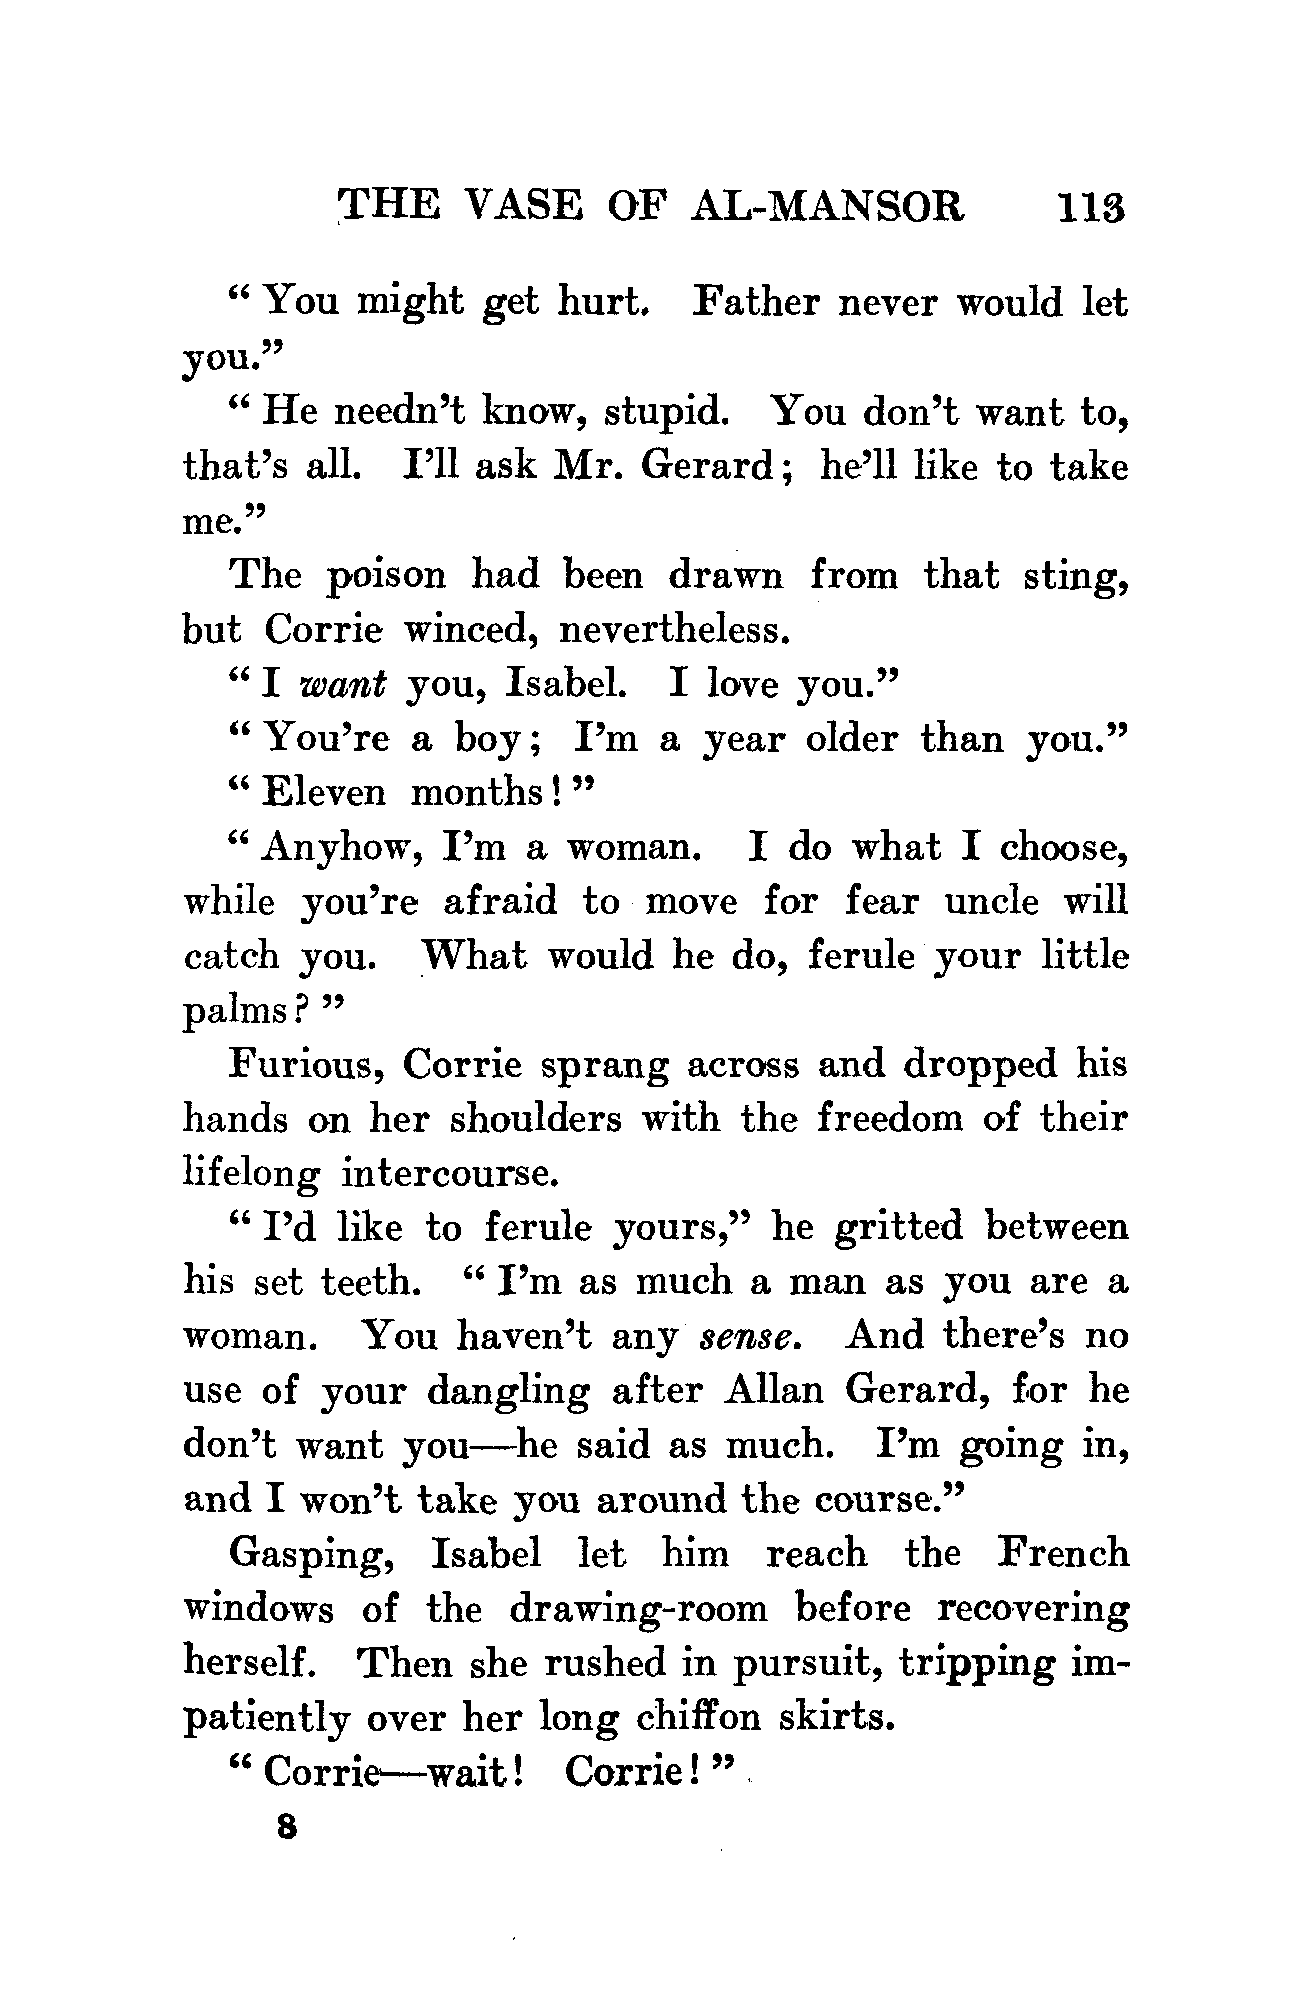 THE VASE OF AL-MANSOR 113
“ You might get hurt. Father never would let
you.”
“ He needn’t know, stupid. You don’t want to,
that’s all. I’ll ask Mr. Gerard; he’ll like to take
me.”
The poison had been drawn from that sting,
but Corrie winced, nevertheless.
“ I want you, Isabel. I love you.”
“ You’re a boy; I’m a year older than you.”
“ Eleven months! ”
“ Anyhow, I’m a woman. I do what I choose,
while you’re afraid to move for fear uncle will
catch you. What would he do, ferule your little
palms? ”
Furious, Corrie sprang across and dropped his
hands on her shoulders with the freedom of their
lifelong intercourse.
“ I’d like to ferule yours,” he gritted between
his set teeth. “ I’m as much a man as you are a
woman. You haven’t any sense. And there’s no
use of your dangling after Allan Gerard, for he
don’t want you—he said as much. I’m going in,
and I won’t take you around the course.”
Gasping, Isabel let him reach the French
windows of the drawing-room before recovering
herself. Then she rushed in pursuit, tripping im-
patiently over her long chiffon skirts.
“ Corrie—wait! Corrie! ”
8